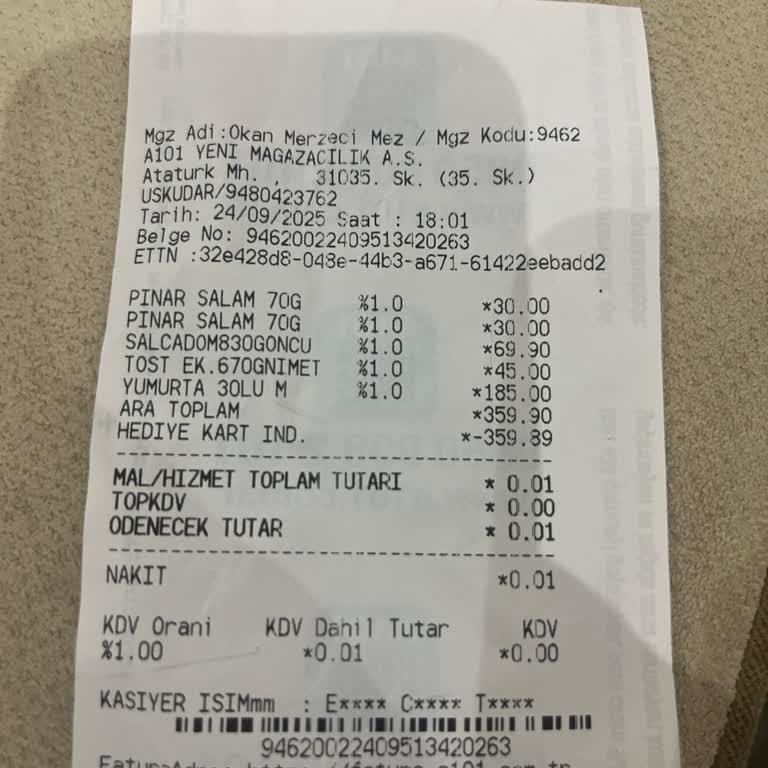 Mgz Adi:Okan Merzeci Mez / Mgz Kodu:9462
A101 YENI MAGAZACILIK A.S.
Ataturk Mh. , 31035. Sk. (35. Sk.)
USKUDAR/9480423762
Tarih: 24/09/2025 Saat : 18:01
Belge No: 94620022409513420263
ETTN :32e428d8-048e-44b3-a671-61422eebadd2
PINAR SALAM 70G %1.0 *30.00
PINAR SALAM 70G %1.0 *30.00
SALCADOM830GONCU %1.0 *69.90
TOST EK.670GNIMET %1.0 *45.00
YUMURTA 30LU M %1.0 *185.00
ARA TOPLAM *359.90
HEDIYE KART IND. *-359.89
MAL/HIZMET TOPLAM TUTARI * 0.01
TOPKDV * 0.00
ODENECEK TUTAR * 0.01
NAKIT *0.01
KDV Orani KDV Dahil Tutar KDV
%1.00 *0.01 *0.00
KASIYER ISIMmm : E**** C**** T****
94620022409513420263